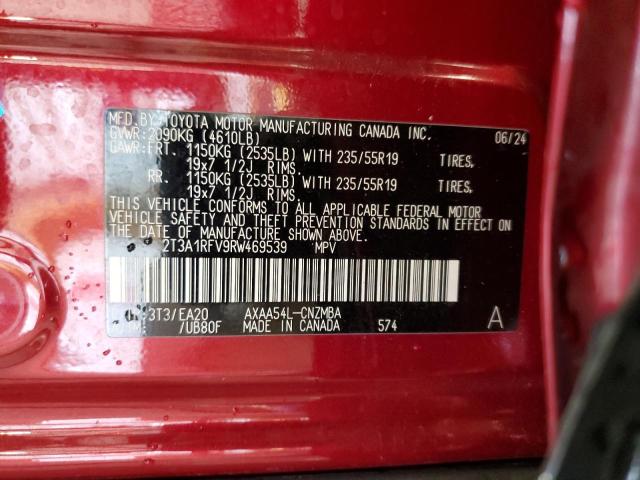 MFD.BY:TOYOTA MOTOR MANUFACTURING CANADA INC. 06/24
GVWR:2090KG (4610LB)
GAWR:FRT. 1150KG (2535LB) WITH 235/55R19 TIRES,
19x7 1/2J RIMS.
RR. 1150KG (2535LB) WITH 235/55R19 TIRES,
19x7 1/2J RIMS.
THIS VEHICLE CONFORMS TO ALL APPLICABLE FEDERAL MOTOR
VEHICLE SAFETY AND THEFT PREVENTION STANDARDS IN EFFECT ON
THE DATE OF MANUFACTURE SHOWN ABOVE.
2T3A1RFV9RW469539 MPV
3T3/EA20 AXAA54L-CNZMBA
/UB80F MADE IN CANADA 574 A